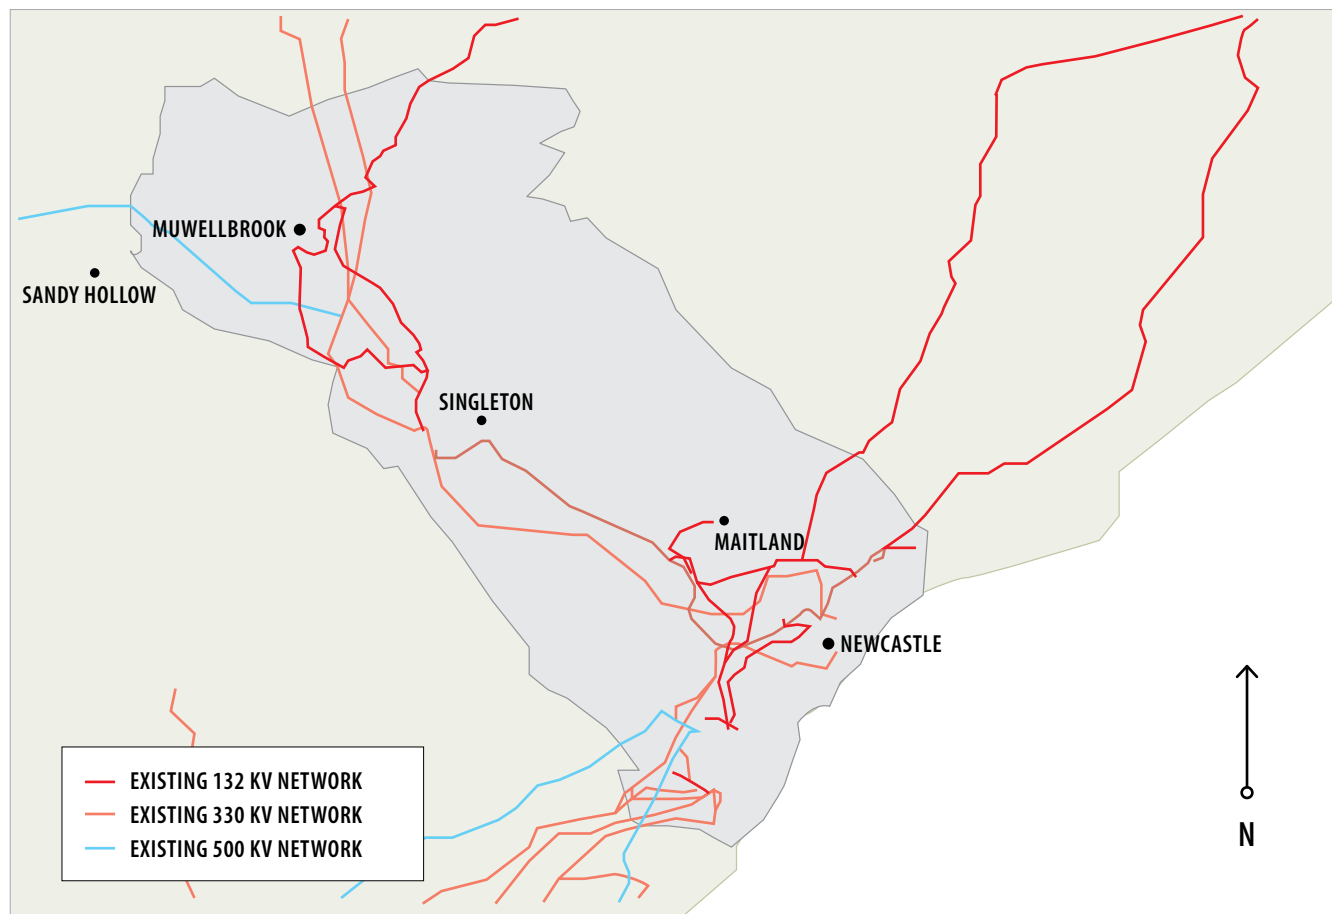 MUWELLBROOK
SANDY HOLLOW
SINGLETON
MAITLAND
NEWCASTLE
EXISTING 132 KV NETWORK
EXISTING 330 KV NETWORK
EXISTING 500 KV NETWORK
N